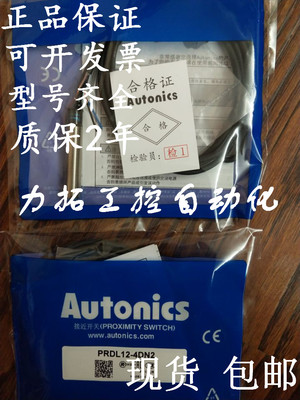 正品保证
可开发票
型号齐全
质保2年
合格证
Autonics
合格
检验员：检1
力拓工控自动化
Autonics
接近开关(PROXIMITY SWITCH)
CE
PRDL12-4DN2
现货 包邮